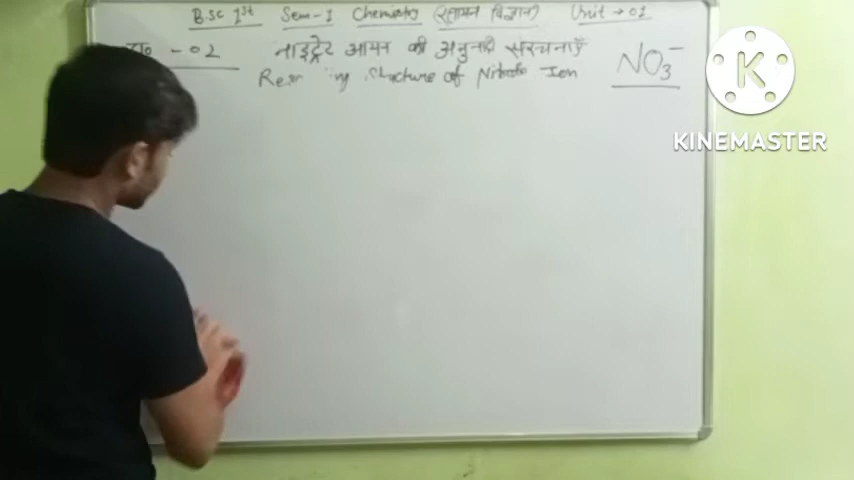 B.Sc 1st Sem-1 Chemistry (रसायन विज्ञान) Unit → 01
- 02 नाइट्रेट आयन की अनुनादी संरचनाएँ NO₃⁻
Structure of Nitrate Ion
K
KINEMASTER